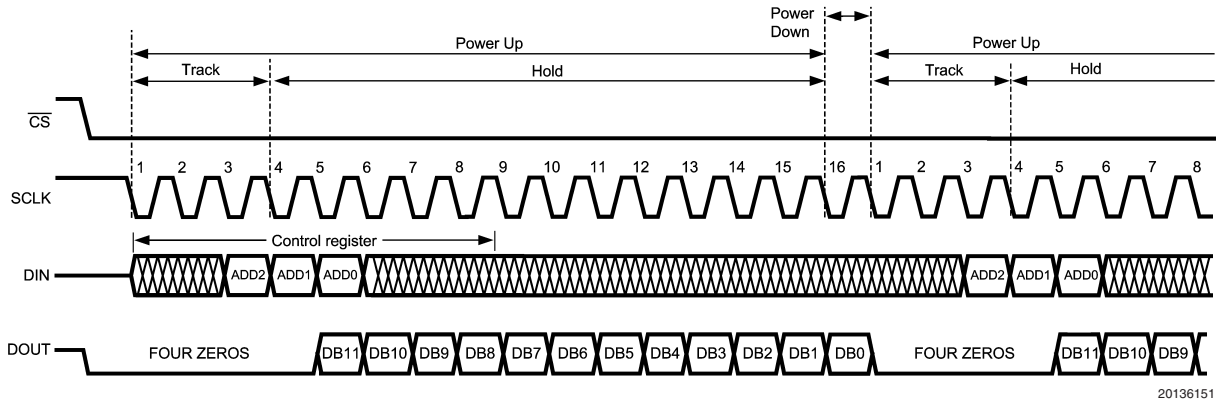 Power Down
Power Up
Power Up
Track
Hold
Track
Hold
CS
SCLK
1 2 3 4 5 6 7 8 9 10 11 12 13 14 15 16 1 2 3 4 5 6 7 8
Control register
DIN
ADD2 ADD1 ADD0 ADD2 ADD1 ADD0
DOUT
FOUR ZEROS DB11 DB10 DB9 DB8 DB7 DB6 DB5 DB4 DB3 DB2 DB1 DB0 FOUR ZEROS DB11 DB10 DB9
20136151